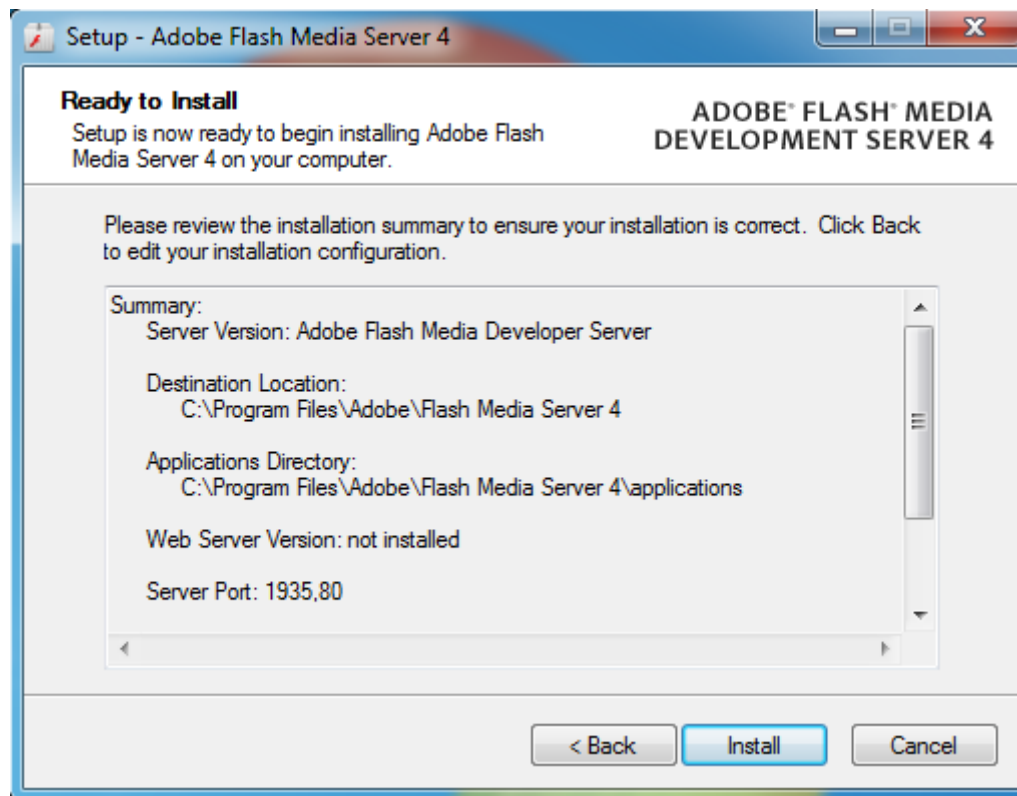 Setup - Adobe Flash Media Server 4
Ready to Install
Setup is now ready to begin installing Adobe Flash
Media Server 4 on your computer.
ADOBE® FLASH® MEDIA
DEVELOPMENT SERVER 4
Please review the installation summary to ensure your installation is correct.  Click Back
to edit your installation configuration.
Summary:
Server Version: Adobe Flash Media Developer Server
Destination Location:
C:\Program Files\Adobe\Flash Media Server 4
Applications Directory:
C:\Program Files\Adobe\Flash Media Server 4\applications
Web Server Version: not installed
Server Port: 1935,80
< Back
Install
Cancel